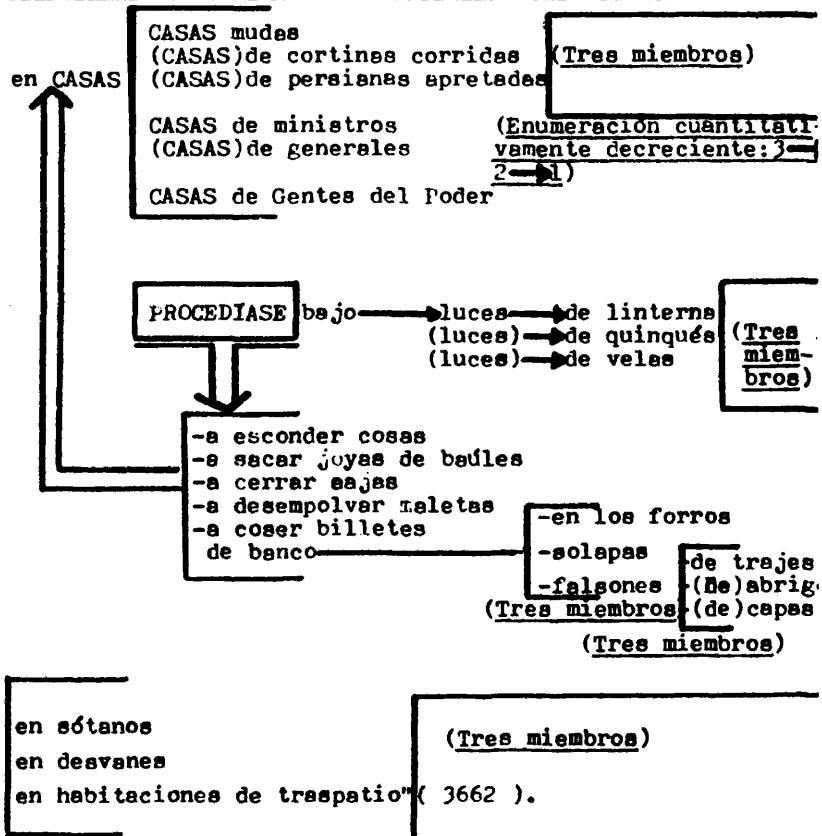 CASAS mudas
(CASAS)de cortinas corridas (Tres miembros)
en CASAS (CASAS)de persianas apretadas
CASAS de ministros (Enumeración cuantitati-
(CASAS)de generales vamente decreciente:3
2 1)
CASAS de Gentes del Poder
PROCEDÍASE bajo luces de linterna
(luces) de quinqués (Tres
(luces) de velas miem-
bros)
-a esconder cosas
-a sacar joyas de baúles
-a cerrar sajas
-a desempolvar maletas
-a coser billetes -en los forros
de banco -solapas de trajes
-falsones -(De)abrig
(Tres miembros -(de)capas
(Tres miembros)
en sótanos (Tres miembros)
en desvanes
en habitaciones de traspatio"( 3662 ).